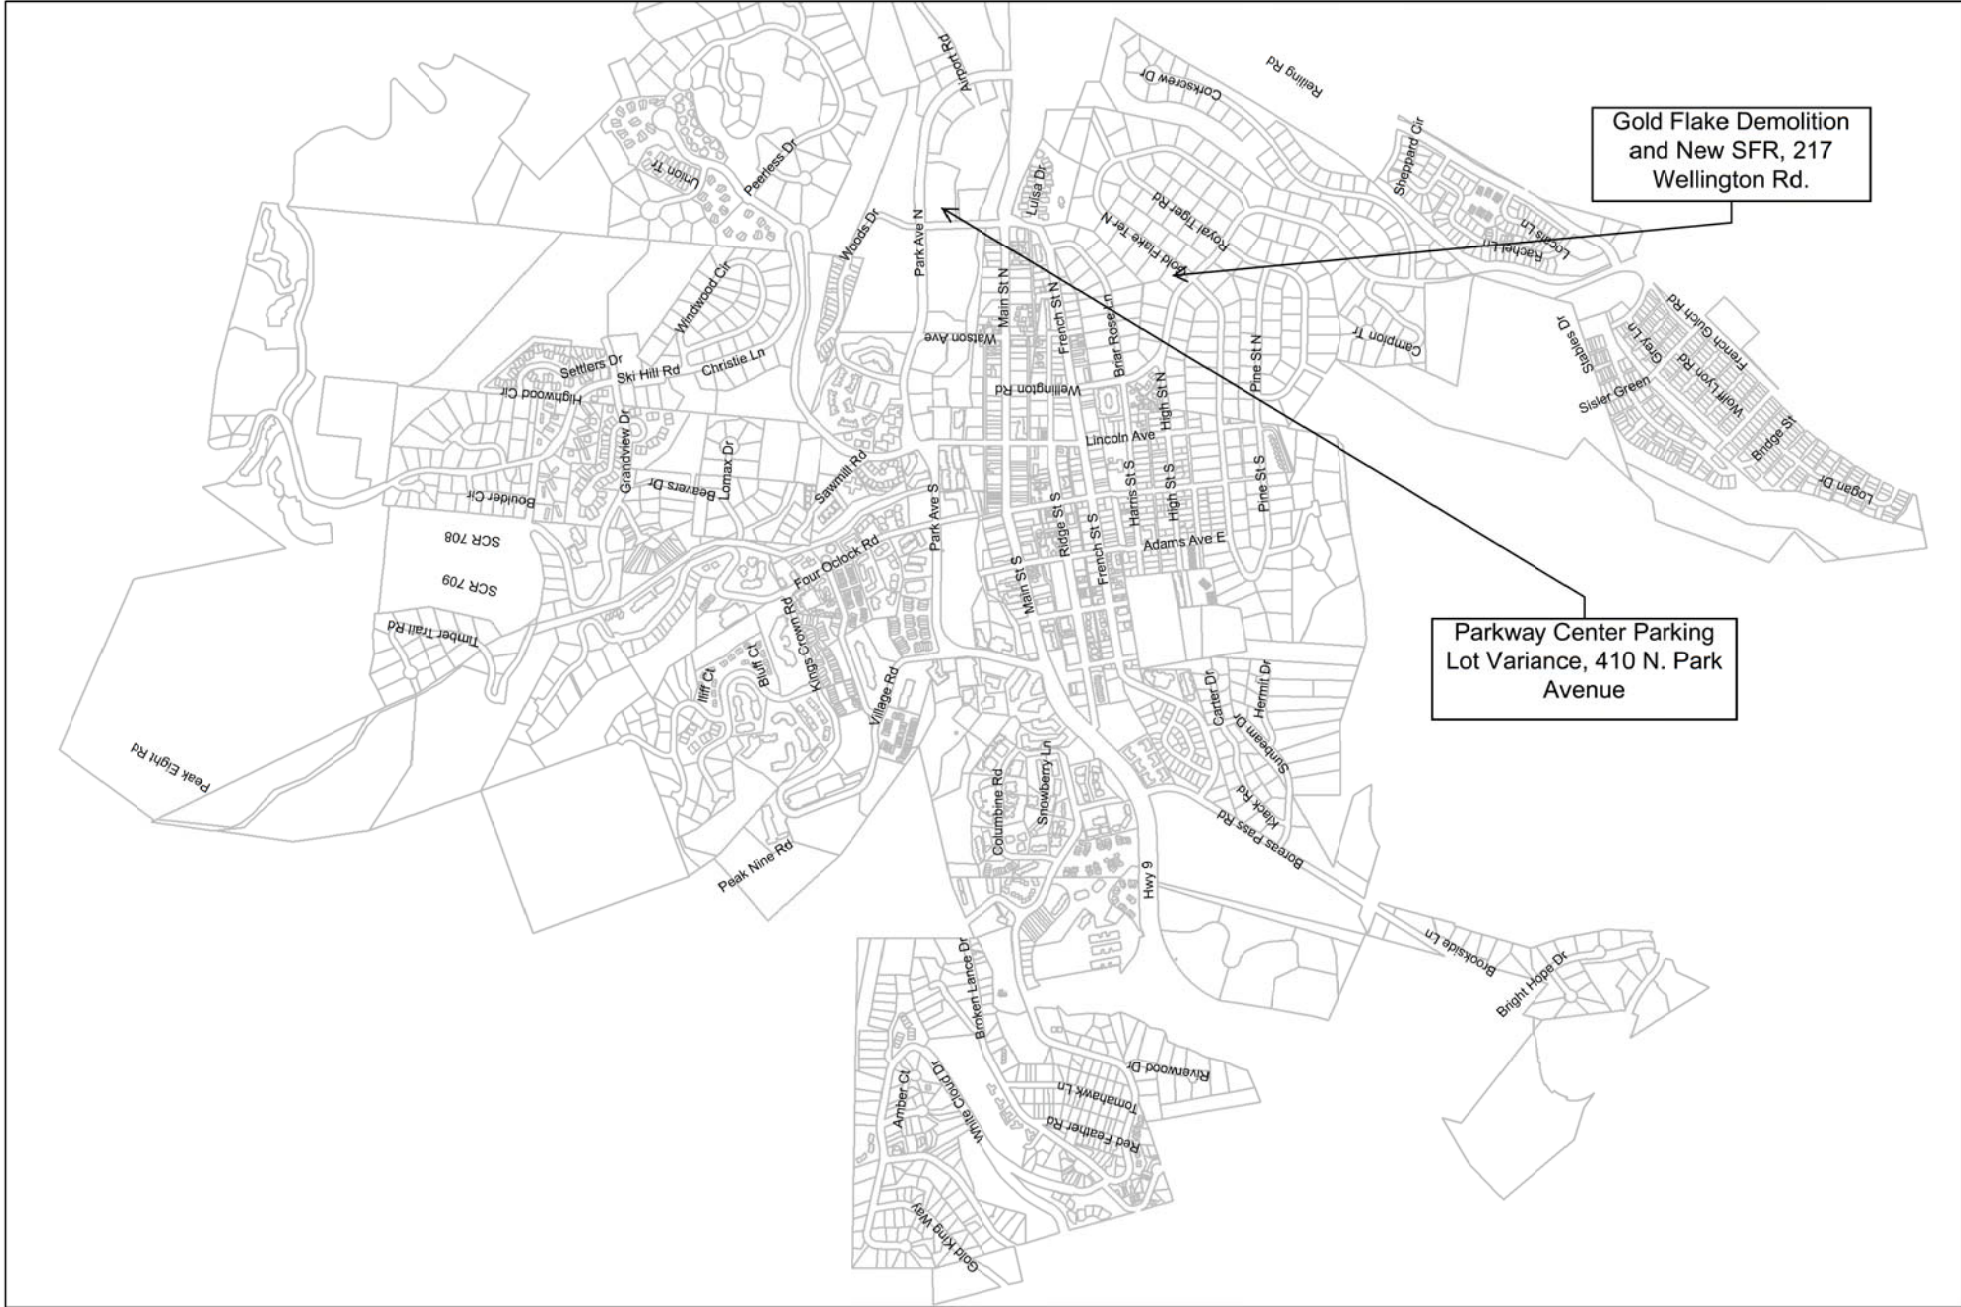 Airport Rd
Reiling Rd
Corkscrew Dr
Gold Flake Demolition
and New SFR, 217
Wellington Rd.
Sheppard Cir
Peerless Dr
Union Tr
Luisa Dr
Royal Tiger Rd
Gold Flake Ter N
Woods Dr
Park Ave N
Locals Ln
Rachel Ln
Windwood Cir
Main St N
French St N
Briar Rose Ln
Watson Ave
Pine St N
Campion Tr
Stables Dr
Grey Ln
French Gulch Rd
Wolff Lyon Rd
Sisler Green
Bridge St
Logan Dr
Settlers Dr
Ski Hill Rd
Christie Ln
Highwood Cir
Wellington Rd
High St N
Lincoln Ave
Grandview Dr
Lomax Dr
Beavers Dr
Sawmill Rd
Boulder Cir
Park Ave S
Ridge St S
Harris St S
High St S
Pine St S
French St S
Adams Ave E
SCR 708
SCR 709
Four Oclock Rd
Main St S
Timber Trail Rd
Kings Crown Rd
Bluff Ct
Iliff Ct
Village Rd
Parkway Center Parking
Lot Variance, 410 N. Park
Avenue
Carter Dr
Hermit Dr
Sunbeam Dr
Peak Eight Rd
Columbine Rd
Snowberry Ln
Klack Rd
Boreas Pass Rd
Peak Nine Rd
Hwy 9
Brookside Ln
Bright Hope Dr
Broken Lance Dr
Riverwood Dr
Tomahawk Ln
Red Feather Rd
Amber Ct
White Cloud Dr
Gold King Way